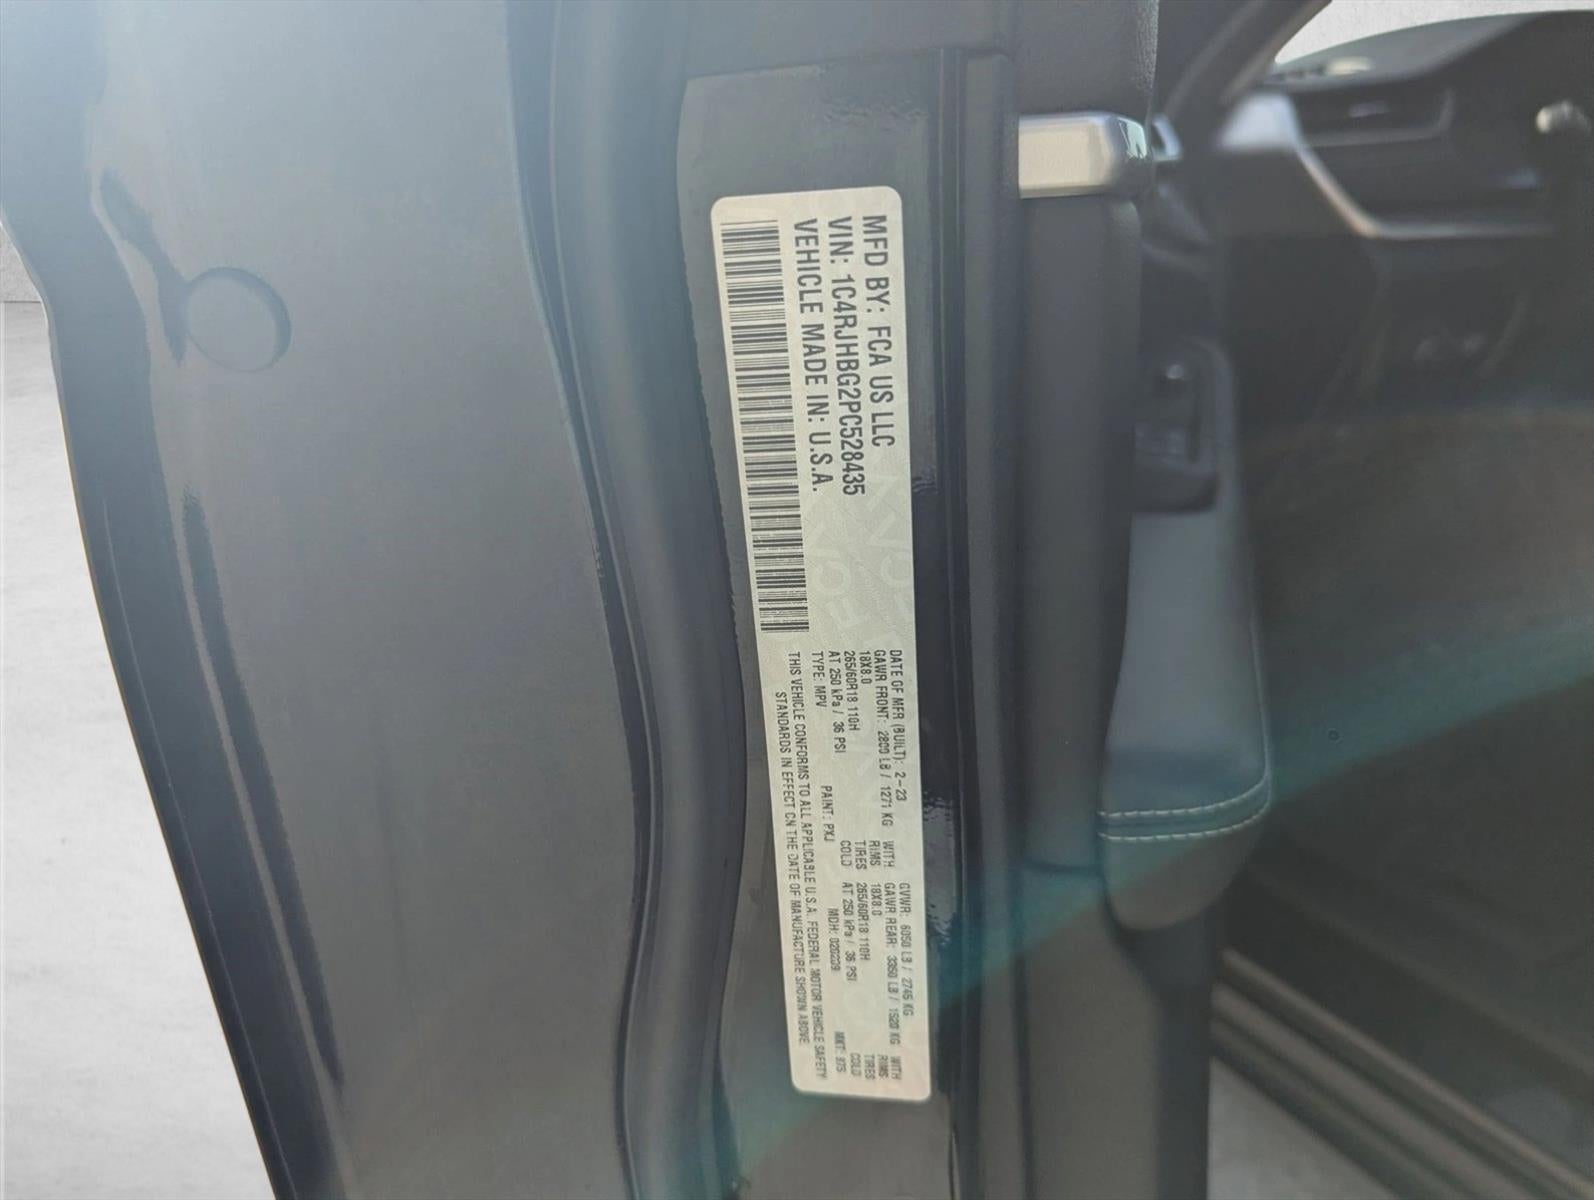 MFD BY: FCA US LLC
VIN: 1C4RJHBG2PC528435
VEHICLE MADE IN: U.S.A.
DATE OF MFR (BUILT): 2-23 GVWR: 6050 LB / 2745 KG
GAWR FRONT: 2800 LB / 1271 KG WITH GAWR REAR: 3350 LB / 1520 KG WITH
18X8.0 RIMS 18X8.0 RIMS
265/60R18 110H TIRES 265/60R18 110H TIRES
AT 250 kPa / 36 PSI COLD AT 250 kPa / 36 PSI COLD
TYPE: MPV PAINT: PXJ MDH: 020209 MKT: 975
THIS VEHICLE CONFORMS TO ALL APPLICABLE U.S.A. FEDERAL MOTOR VEHICLE SAFETY
STANDARDS IN EFFECT ON THE DATE OF MANUFACTURE SHOWN ABOVE.